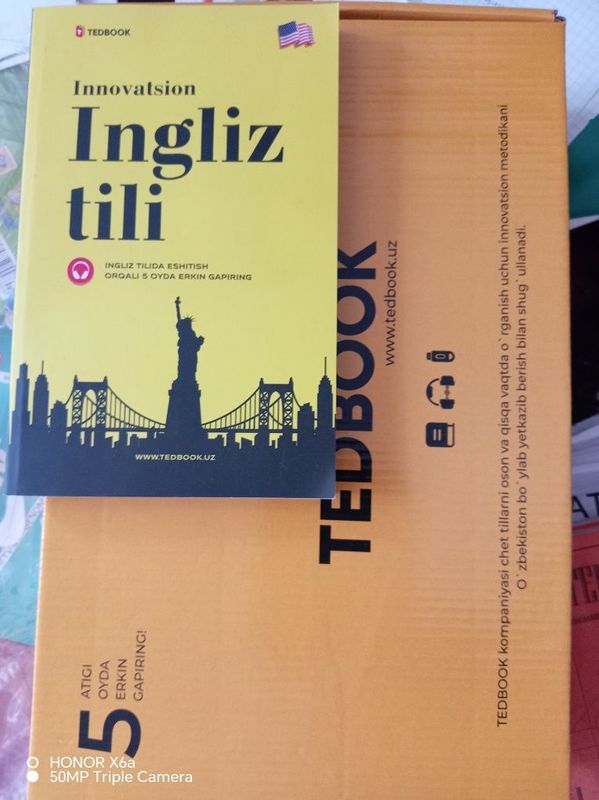 TEDBOOK
Innovatsion
Ingliz
tili
INGLIZ TILIDA ESHITISH
ORQALI 5 OYDA ERKIN GAPIRING
WWW.TEDBOOK.UZ
TEDBOOK
www.tedbook.uz
TEDBOOK kompaniyasi chet tillarni oson va qisqa vaqtda o`rganish uchun innovatsion metodikani
O`zbekiston bo`ylab yetkazib berish bilan shug`ullanadi.
5
ATIGI
OYDA
ERKIN
GAPIRING!
HONOR X6a
50MP Triple Camera